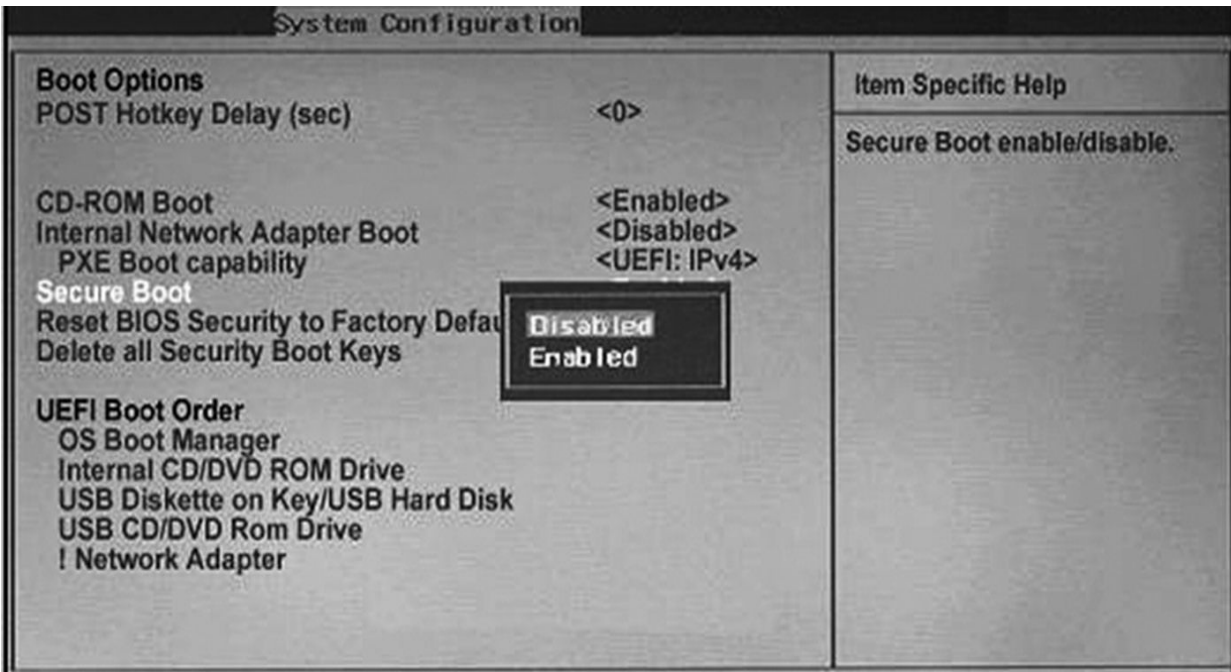 System Configuration
Boot Options
POST Hotkey Delay (sec) <0>
CD-ROM Boot <Enabled>
Internal Network Adapter Boot <Disabled>
PXE Boot capability <UEFI: IPv4>
Secure Boot
Reset BIOS Security to Factory Defau
Delete all Security Boot Keys
Disabled
Enabled
UEFI Boot Order
OS Boot Manager
Internal CD/DVD ROM Drive
USB Diskette on Key/USB Hard Disk
USB CD/DVD Rom Drive
! Network Adapter
Item Specific Help
Secure Boot enable/disable.